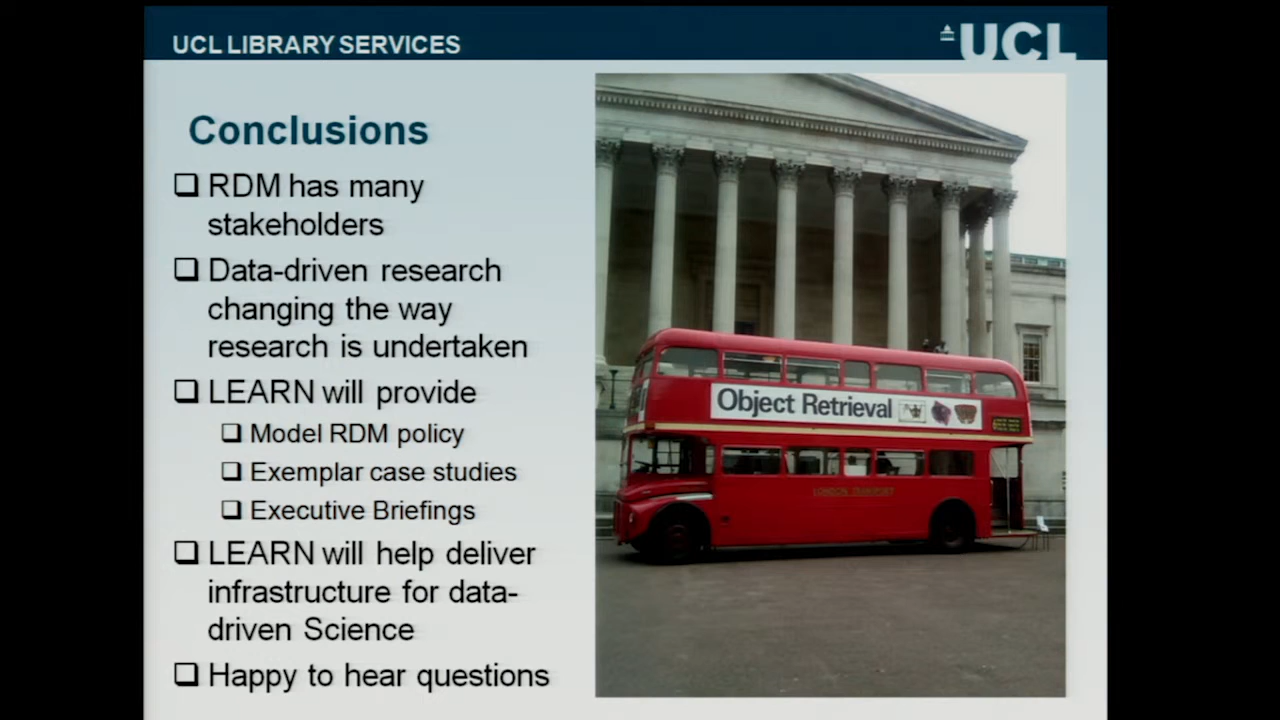 UCL LIBRARY SERVICES
UCL
Conclusions
RDM has many
stakeholders
Data-driven research
changing the way
research is undertaken
LEARN will provide
Model RDM policy
Exemplar case studies
Executive Briefings
LEARN will help deliver
infrastructure for data-
driven Science
Happy to hear questions
Object Retrieval
LONDON TRANSPORT